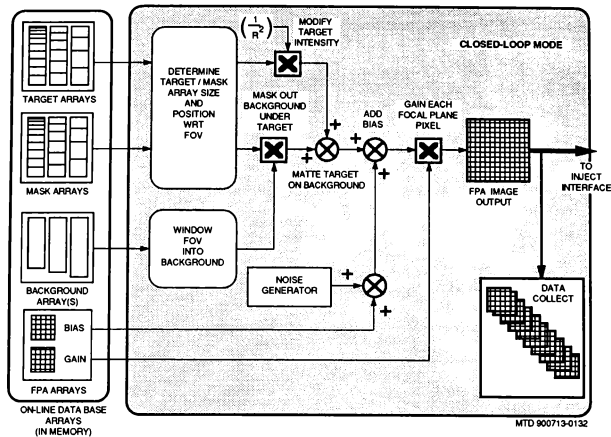 (1/R²)
MODIFY
TARGET
INTENSITY
CLOSED-LOOP MODE
TARGET ARRAYS
DETERMINE
TARGET / MASK
ARRAY SIZE
AND
POSITION
WRT
FOV
MASK OUT
BACKGROUND
UNDER
TARGET
ADD
BIAS
GAIN EACH
FOCAL PLANE
PIXEL
+
+
+
+
MATTE TARGET
ON BACKGROUND
FPA IMAGE
OUTPUT
TO
INJECT
INTERFACE
MASK ARRAYS
WINDOW
FOV
INTO
BACKGROUND
BACKGROUND
ARRAY(S)
NOISE
GENERATOR
+
+
DATA
COLLECT
BIAS
GAIN
FPA ARRAYS
ON-LINE DATA BASE
ARRAYS
(IN MEMORY)
MTD 900713-0132